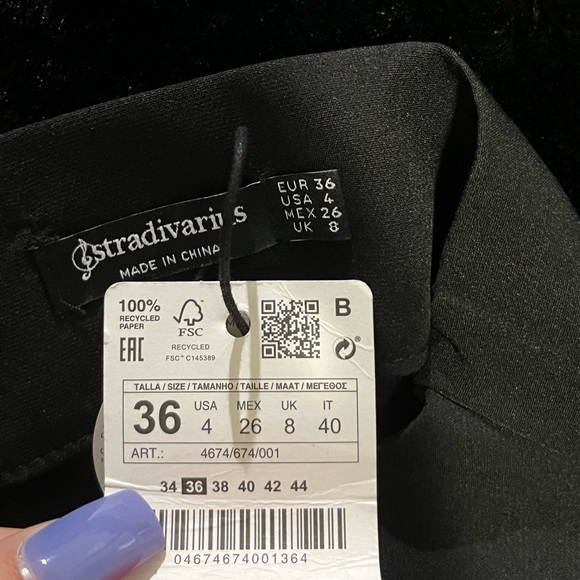 stradivarius
MADE IN CHINA
EUR 36
USA 4
MEX 26
UK 8
100%
RECYCLED
PAPER
EAC
FSC
RECYCLED
FSC™ C145389
B
TALLA / SIZE / TAMANHO / TAILLE / MAAT / ΜΕΓΕΘΟΣ
36
USA MEX UK IT
4 26 8 40
ART.: 4674/674/001
34 36 38 40 42 44
04674674001364